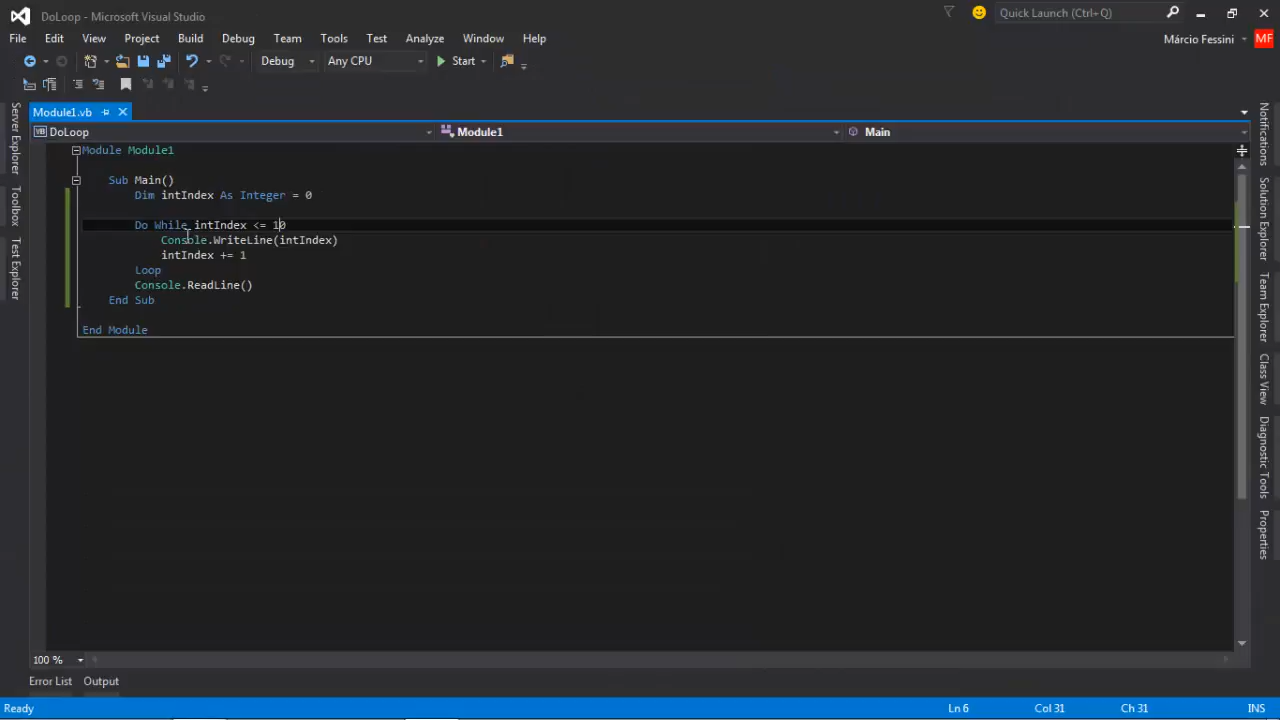 DoLoop - Microsoft Visual Studio
Quick Launch (Ctrl+Q)
File Edit View Project Build Debug Team Tools Test Analyze Window Help
Márcio Fessini MF
Debug Any CPU Start
Module1.vb
DoLoop Module1 Main
Module Module1
Sub Main()
Dim intIndex As Integer = 0
Do While intIndex <= 10
Console.WriteLine(intIndex)
intIndex += 1
Loop
Console.ReadLine()
End Sub
End Module
Server Explorer
Toolbox
Test Explorer
Notifications
Solution Explorer
Team Explorer
Class View
Diagnostic Tools
Properties
100 %
Error List Output
Ready Ln 6 Col 31 Ch 31 INS